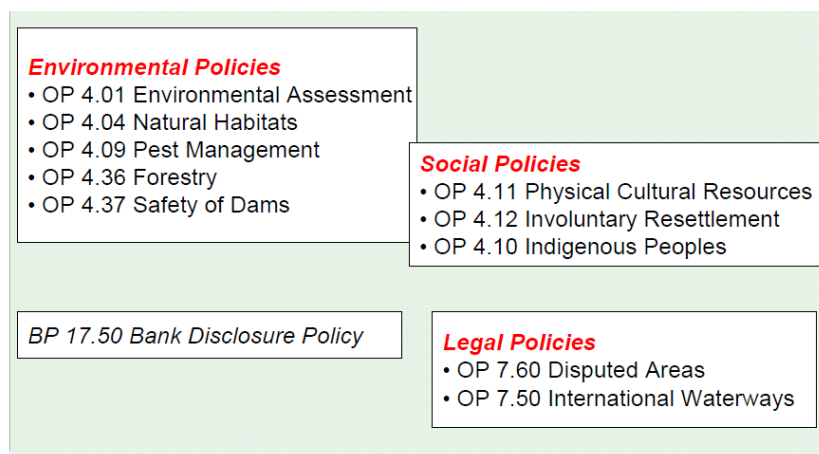 Environmental Policies
• OP 4.01 Environmental Assessment
• OP 4.04 Natural Habitats
• OP 4.09 Pest Management
• OP 4.36 Forestry
• OP 4.37 Safety of Dams
Social Policies
• OP 4.11 Physical Cultural Resources
• OP 4.12 Involuntary Resettlement
• OP 4.10 Indigenous Peoples
BP 17.50 Bank Disclosure Policy
Legal Policies
• OP 7.60 Disputed Areas
• OP 7.50 International Waterways